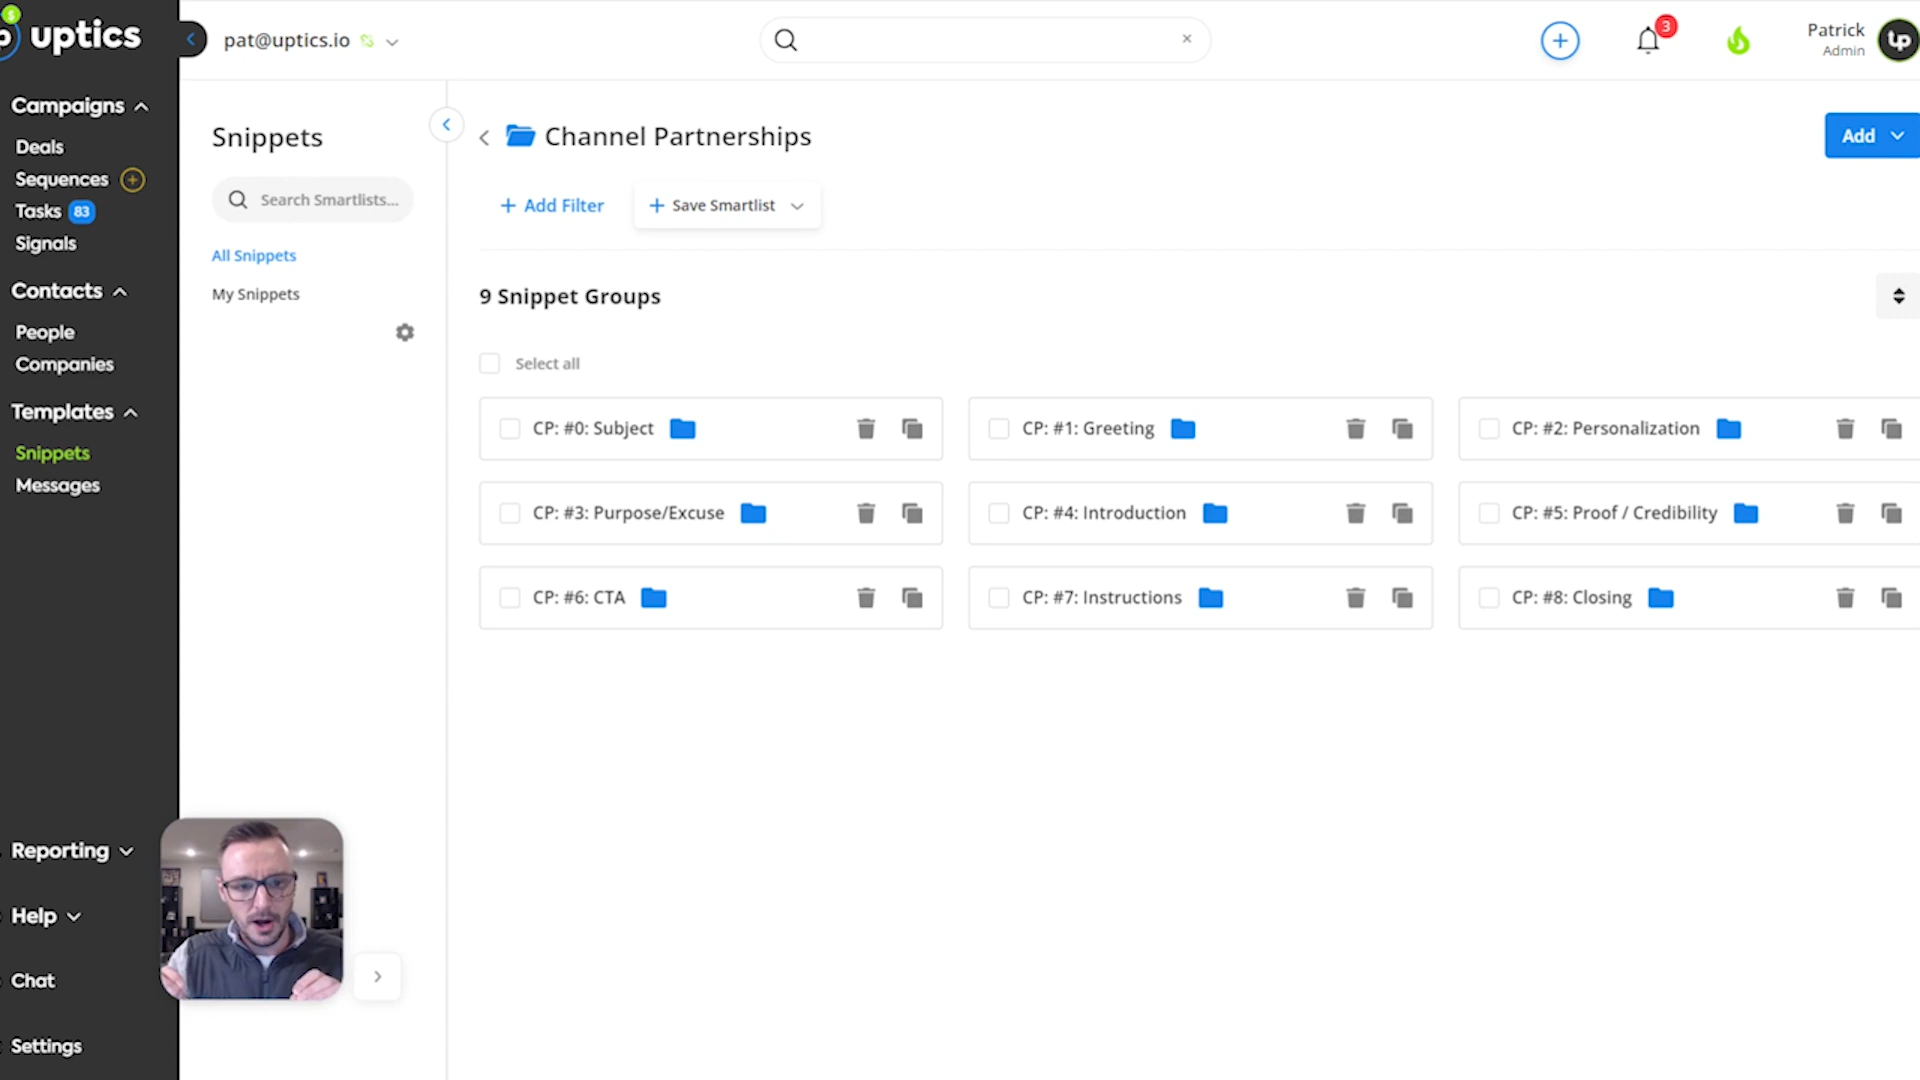 uptics
pat@uptics.io
3
Patrick
Admin
Campaigns
Deals
Sequences
Tasks 83
Signals
Contacts
People
Companies
Templates
Snippets
Messages
Reporting
Help
Chat
Settings
Snippets
Search Smartlists...
All Snippets
My Snippets
Channel Partnerships
Add
+ Add Filter
+ Save Smartlist
9 Snippet Groups
Select all
CP: #0: Subject
CP: #1: Greeting
CP: #2: Personalization
CP: #3: Purpose/Excuse
CP: #4: Introduction
CP: #5: Proof / Credibility
CP: #6: CTA
CP: #7: Instructions
CP: #8: Closing